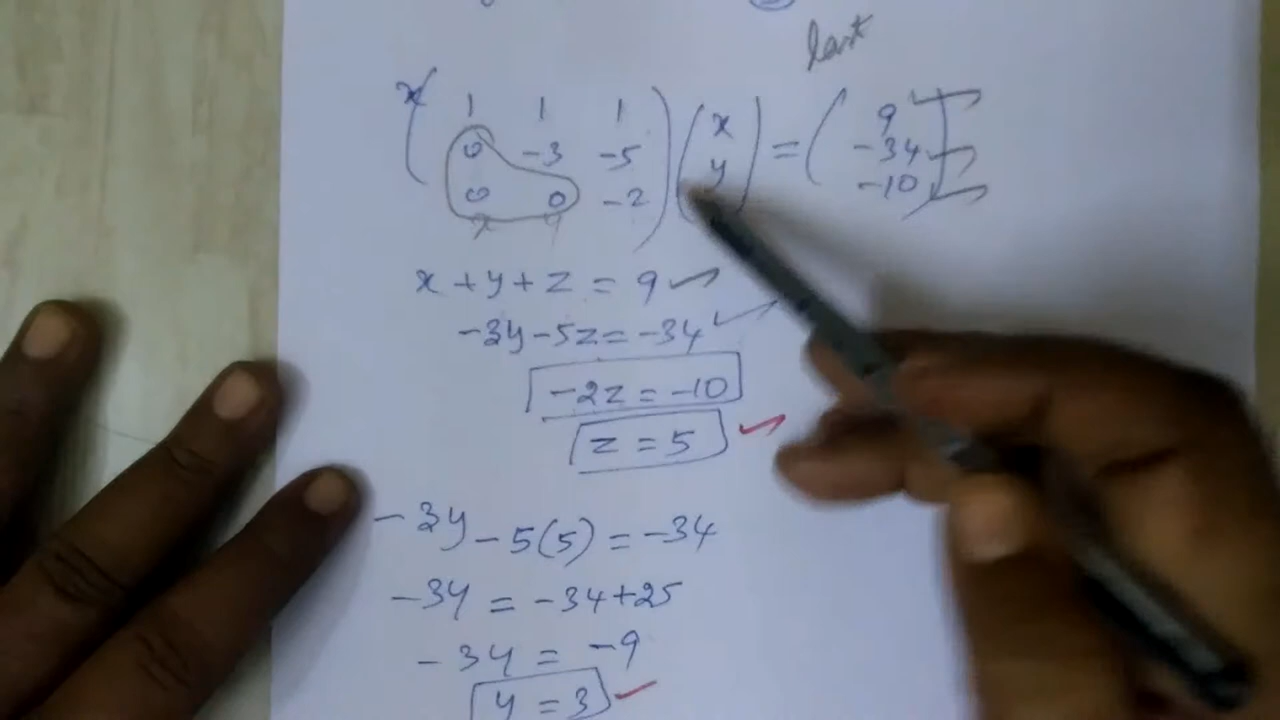 last
x
( 1 1 1 ) ( x ) = ( 9 )
0 -3 -5 y -34
0 0 -2 -10
x y
x + y + z = 9 ✓
-3y - 5z = -34 ✓
-2z = -10
z = 5 ✓
-3y - 5(5) = -34
-3y = -34 + 25
-3y = -9
y = 3 ✓